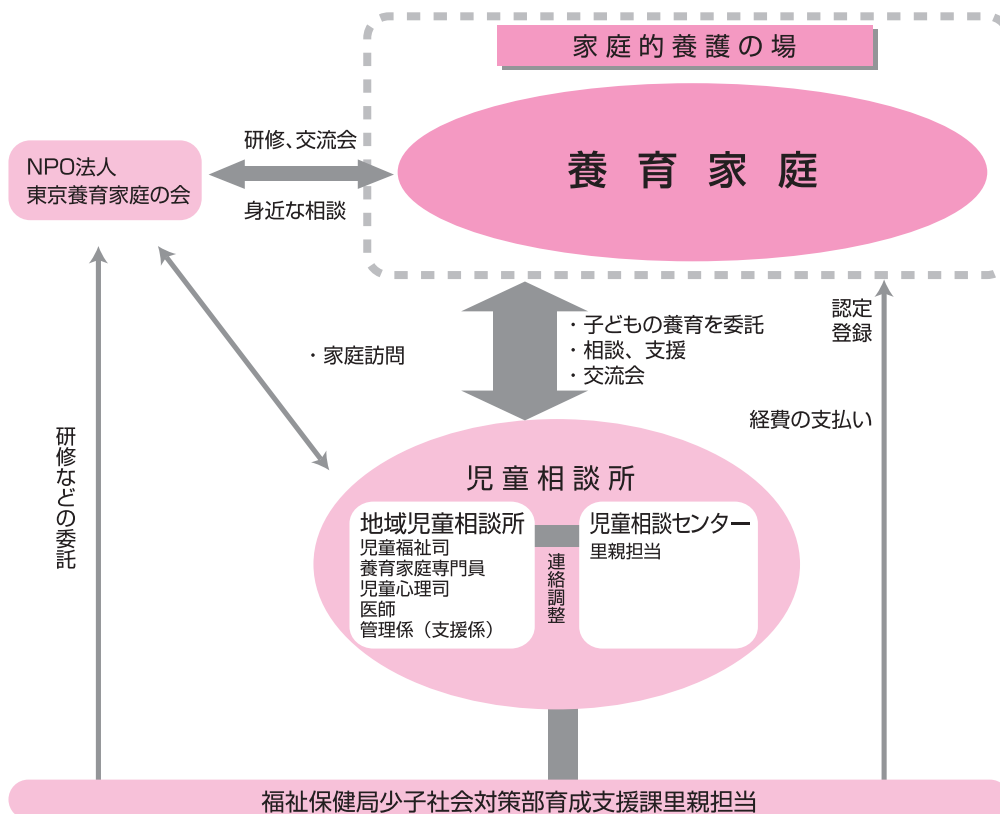 家庭的養護の場
養育家庭
研修、交流会
身近な相談
NPO法人
東京養育家庭の会
・子どもの養育を委託
・相談、支援
・交流会
認定
登録
・家庭訪問
経費の支払い
研修などの委託
児童相談所
地域児童相談所
児童福祉司
養育家庭専門員
児童心理司
医師
管理係（支援係）
連絡調整
児童相談センター
里親担当
福祉保健局少子社会対策部育成支援課里親担当